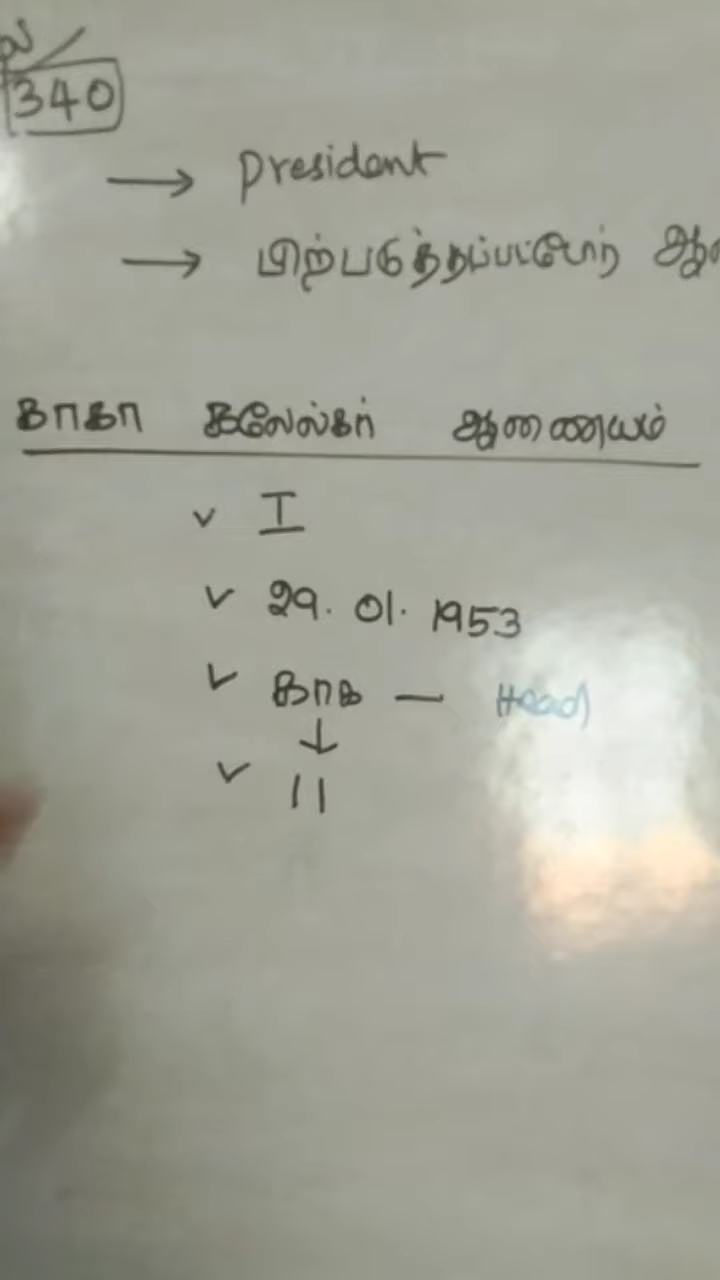 340
→ President
→ பிற்படுத்தப்பட்டோர்
காகா கலேல்கர் ஆணையம்
✓ I
✓ 29. 01. 1953
✓ காக — Head
↓
✓ 11